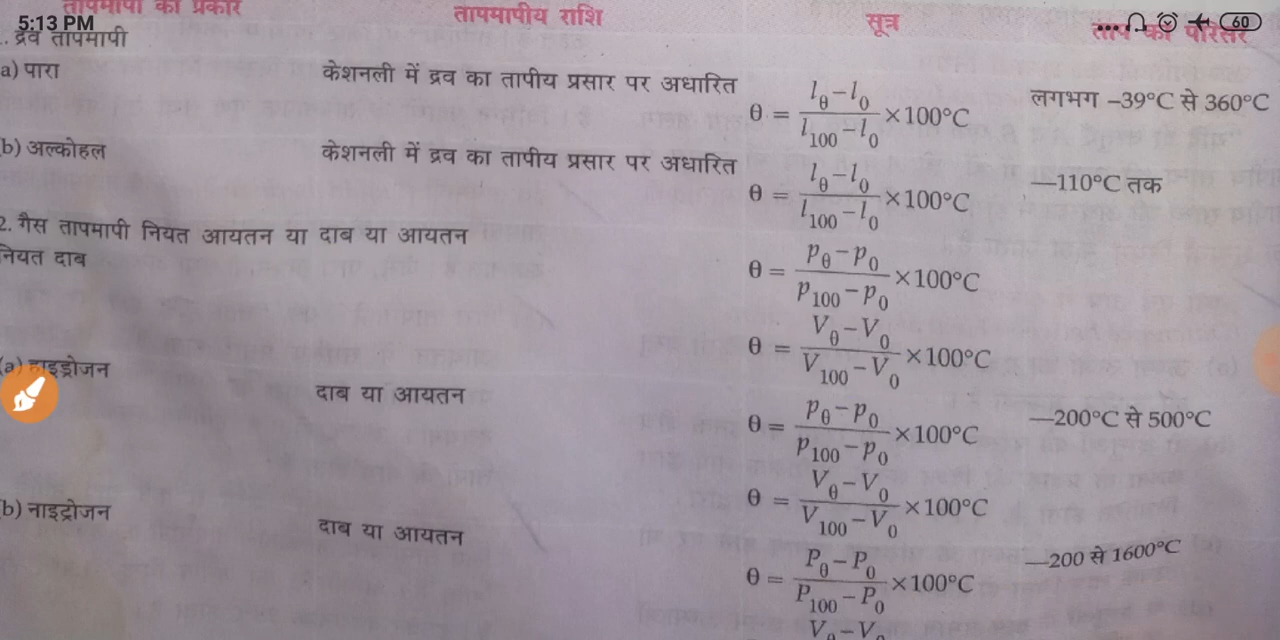 तापमापी का प्रकार तापमापीय राशि सूत्र ताप का परिसर
5:13 PM 60
. द्रव तापमापी
a) पारा केशनली में द्रव का तापीय प्रसार पर अधारित θ = (l_θ − l_0)/(l_100 − l_0) ×100°C लगभग –39°C से 360°C
b) अल्कोहल केशनली में द्रव का तापीय प्रसार पर अधारित θ = (l_θ − l_0)/(l_100 − l_0) ×100°C —110°C तक
2. गैस तापमापी नियत आयतन या दाब या आयतन
नियत दाब θ = (p_θ − p_0)/(p_100 − p_0) ×100°C
θ = (V_θ − V_0)/(V_100 − V_0) ×100°C
(a) हाइड्रोजन दाब या आयतन θ = (p_θ − p_0)/(p_100 − p_0) ×100°C —200°C से 500°C
θ = (V_θ − V_0)/(V_100 − V_0) ×100°C
b) नाइट्रोजन दाब या आयतन θ = (P_θ − P_0)/(P_100 − P_0) ×100°C —200 से 1600°C
V_θ − V_0